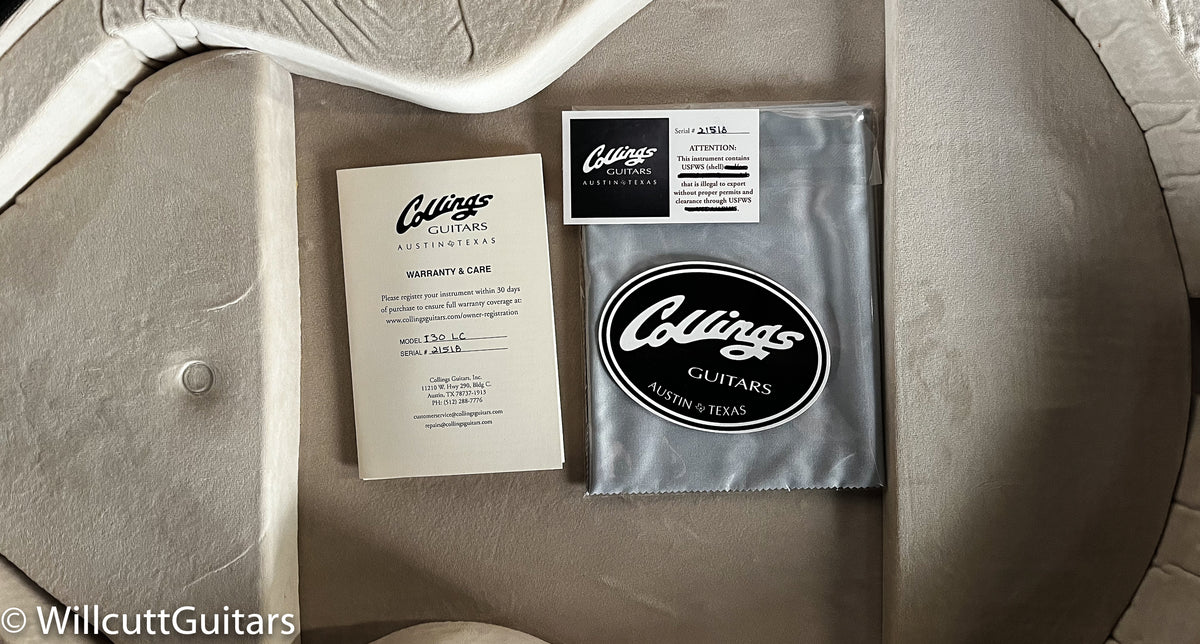 Collings
GUITARS
AUSTIN TEXAS
WARRANTY & CARE
Please register your instrument within 30 days
of purchase to ensure full warranty coverage at:
www.collingsguitars.com/owner-registration
MODEL I30 LC
SERIAL # 21518
Collings Guitars, Inc.
11210 W. Hwy 290, Bldg C.
Austin, TX 78737-1913
PH: (512) 288-7776
customerservice@collingsguitars.com
repairs@collingsguitars.com
Collings
GUITARS
AUSTIN TEXAS
Serial # 21518
ATTENTION:
This instrument contains
USFWS (shell)
that is illegal to export
without proper permits and
clearance through USFWS
Collings
GUITARS
AUSTIN TEXAS
© WillcuttGuitars